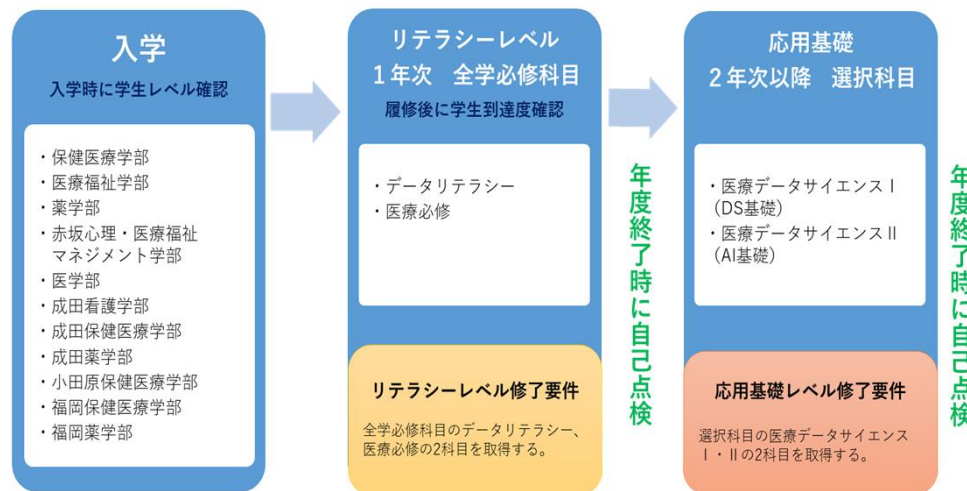 入学
入学時に学生レベル確認
・保健医療学部
・医療福祉学部
・薬学部
・赤坂心理・医療福祉
マネジメント学部
・医学部
・成田看護学部
・成田保健医療学部
・成田薬学部
・小田原保健医療学部
・福岡保健医療学部
・福岡薬学部
リテラシーレベル
1年次 全学必修科目
履修後に学生到達度確認
・データリテラシー
・医療必修
リテラシーレベル修了要件
全学必修科目のデータリテラシー、
医療必修の2科目を取得する。
年度終了時に自己点検
応用基礎
2年次以降 選択科目
・医療データサイエンスⅠ
(DS基礎)
・医療データサイエンスⅡ
(AI基礎)
応用基礎レベル修了要件
選択科目の医療データサイエンス
Ⅰ・Ⅱの2科目を取得する。
年度終了時に自己点検